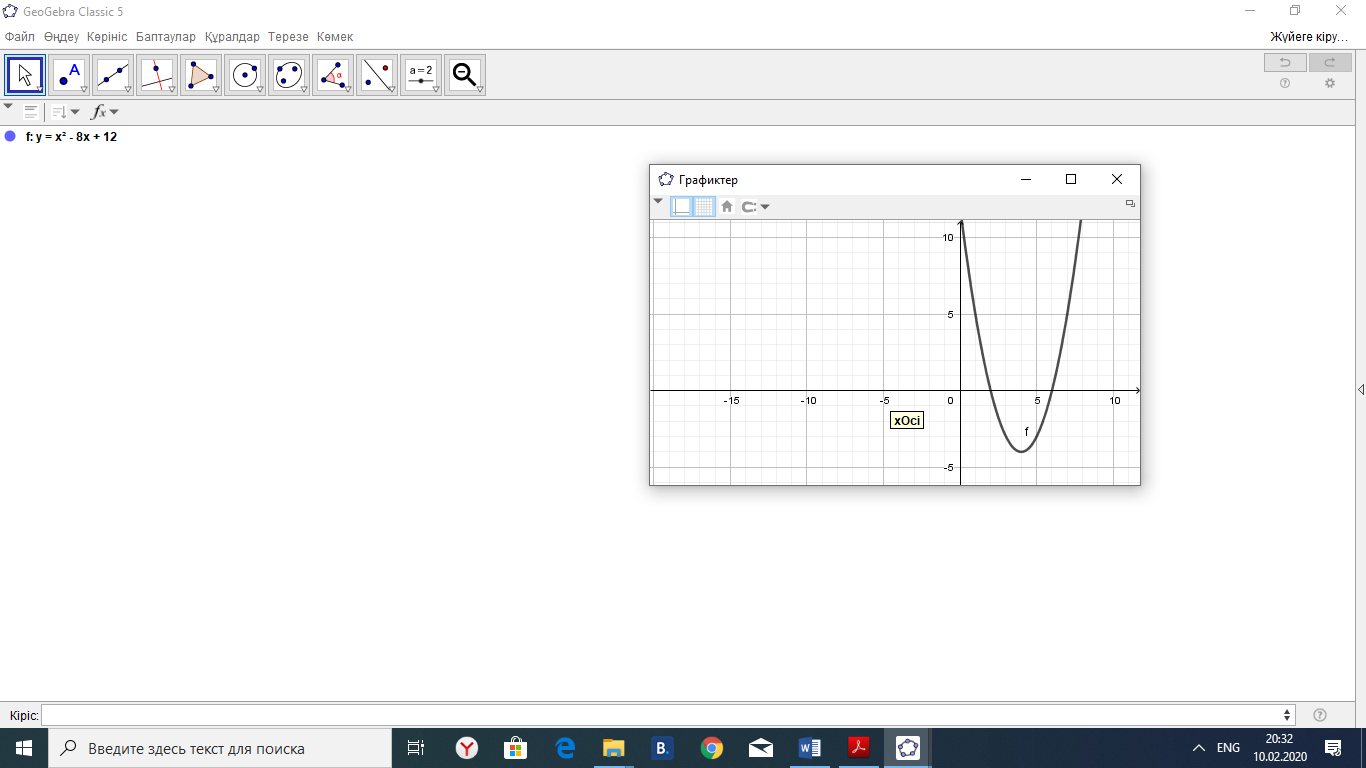 GeoGebra Classic 5
Файл Өңдеу Көрініс Баптаулар Құралдар Терезе Көмек
Жүйеге кіру...
A
α
a = 2
fx
f: y = x² - 8x + 12
Графиктер
10
5
-15 -10 -5 0 5 10
xOci
f
-5
Кіріс:
Введите здесь текст для поиска
B.
ENG
20:32
10.02.2020